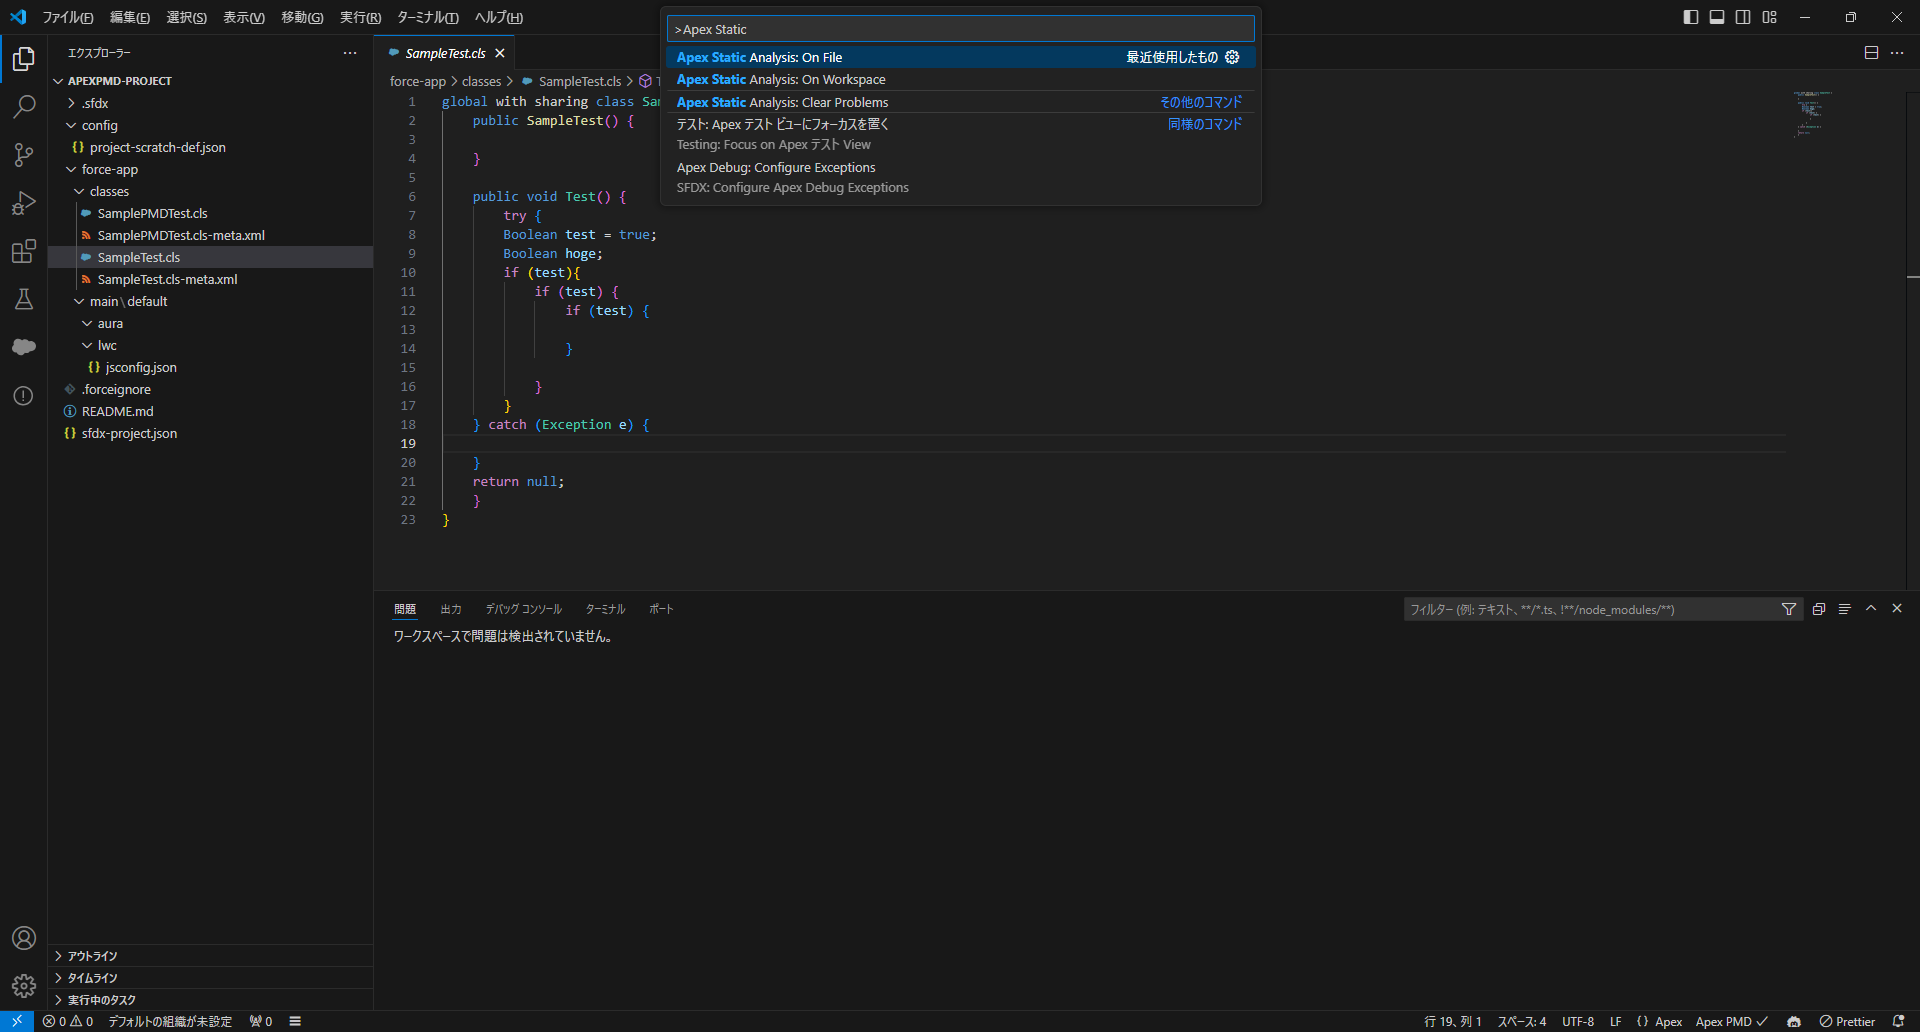 ファイル(F) 編集(E) 選択(S) 表示(V) 移動(G) 実行(R) ターミナル(T) ヘルプ(H)
>Apex Static
Apex Static Analysis: On File 最近使用したもの
Apex Static Analysis: On Workspace
Apex Static Analysis: Clear Problems その他のコマンド
テスト: Apex テスト ビューにフォーカスを置く 同様のコマンド
Testing: Focus on Apex テスト View
Apex Debug: Configure Exceptions
SFDX: Configure Apex Debug Exceptions
エクスプローラー
APEXPMD-PROJECT
.sfdx
config
project-scratch-def.json
force-app
classes
SamplePMDTest.cls
SamplePMDTest.cls-meta.xml
SampleTest.cls
SampleTest.cls-meta.xml
main\default
aura
lwc
jsconfig.json
.forceignore
README.md
sfdx-project.json
アウトライン
タイムライン
実行中のタスク
SampleTest.cls
force-app > classes > SampleTest.cls >
1 global with sharing class Sa
2 public SampleTest() {
3
4 }
5
6 public void Test() {
7 try {
8 Boolean test = true;
9 Boolean hoge;
10 if (test){
11 if (test) {
12 if (test) {
13
14 }
15
16 }
17 }
18 } catch (Exception e) {
19
20 }
21 return null;
22 }
23 }
問題 出力 デバッグ コンソール ターミナル ポート
フィルター (例: テキスト、**/*.ts、!**/node_modules/**)
ワークスペースで問題は検出されていません。
0 0 デフォルトの組織が未設定 0
行 19、列 1 スペース: 4 UTF-8 LF {} Apex Apex PMD Prettier